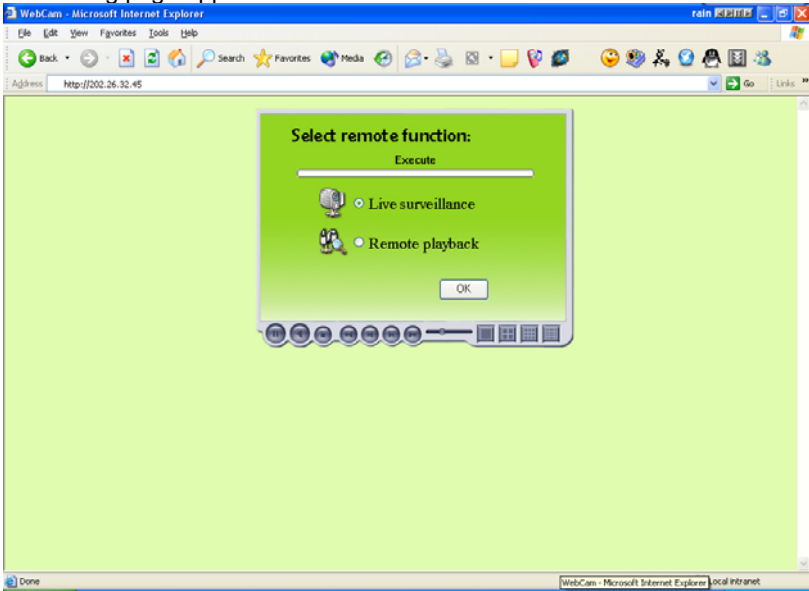 WebCam - Microsoft Internet Explorer
rain
File Edit View Favorites Tools Help
Back Search Favorites Media
Address http://202.26.32.45 Go Links »
Select remote function:
Execute
Live surveillance
Remote playback
OK
Done
WebCam - Microsoft Internet Explorer
Local intranet